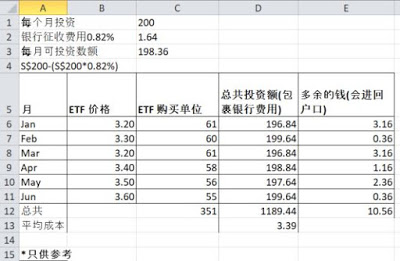 A B C D E
1 每个月投资 200
2 银行征收费用0.82% 1.64
3 每月可投资数额 198.36
4 S$200-(S$200*0.82%)
总共投资额(包 多余的钱(会进回
5 月 ETF 价格 ETF 购买单位 裹银行费用) 户口)
6 Jan 3.20 61 196.84 3.16
7 Feb 3.30 60 199.64 0.36
8 Mar 3.20 61 196.84 3.16
9 Apr 3.40 58 198.84 1.16
10 May 3.50 56 197.64 2.36
11 Jun 3.60 55 199.64 0.36
12 总共 351 1189.44 10.56
13 平均成本 3.39
14
15 *只供参考